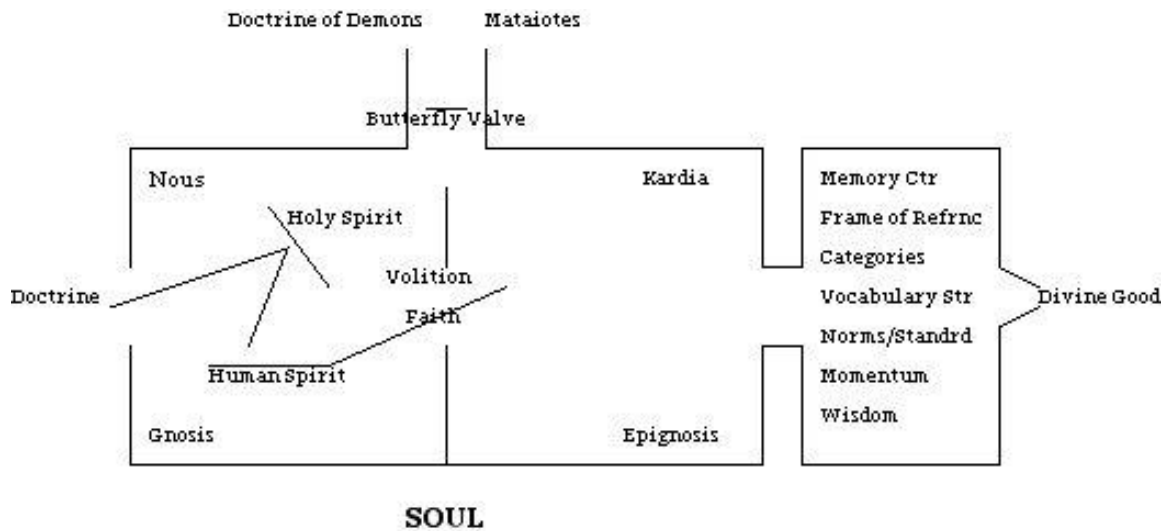 Doctrine of Demons
Mataiotes
Butterfly Valve
Nous
Kardia
Memory Ctr
Holy Spirit
Frame of Refrnc
Categories
Volition
Doctrine
Vocabulary Str
Divine Good
Faith
Norms/Standrd
Human Spirit
Momentum
Wisdom
Gnosis
Epignosis
SOUL